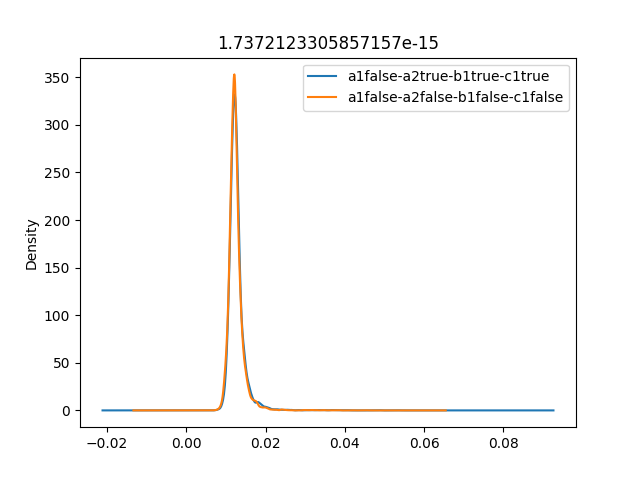 1.7372123305857157e-15
a1false-a2true-b1true-c1true
a1false-a2false-b1false-c1false
Density
350
300
250
200
150
100
50
0
−0.02 0.00 0.02 0.04 0.06 0.08